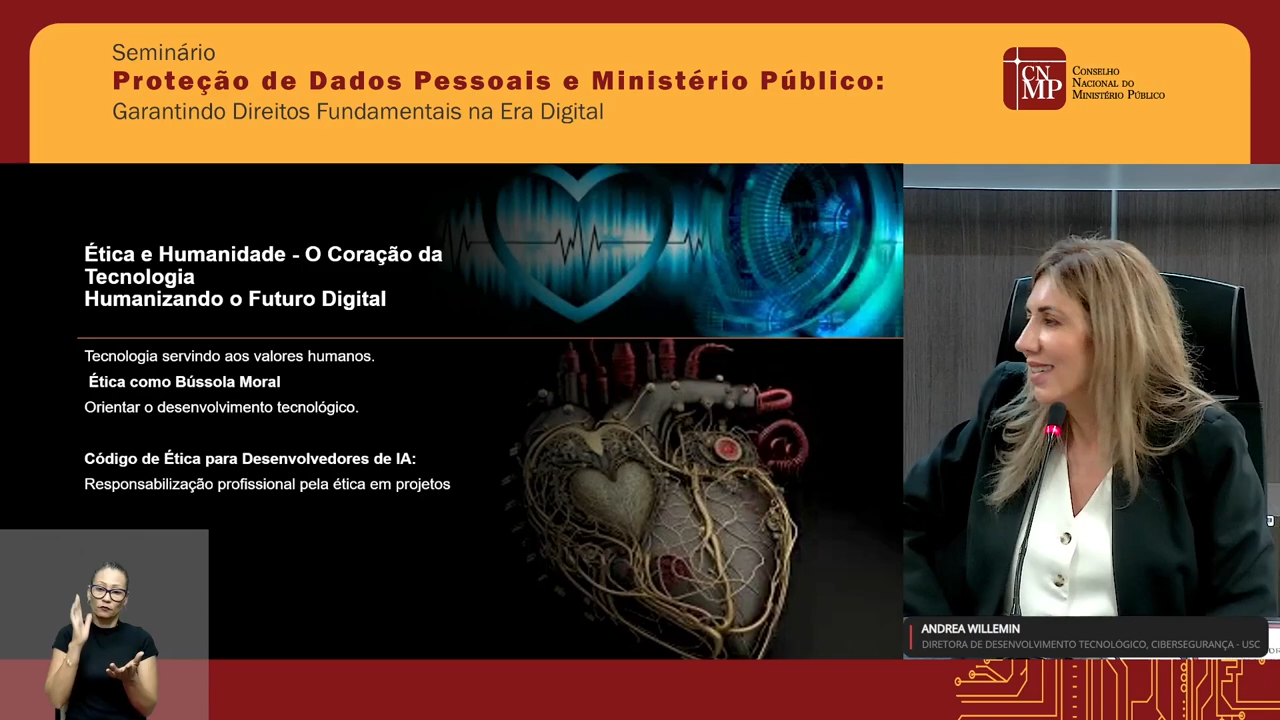 Seminário
Proteção de Dados Pessoais e Ministério Público:
Garantindo Direitos Fundamentais na Era Digital
CN
MP
Conselho
Nacional do
Ministério Público
Ética e Humanidade - O Coração da
Tecnologia
Humanizando o Futuro Digital
Tecnologia servindo aos valores humanos.
Ética como Bússola Moral
Orientar o desenvolvimento tecnológico.
Código de Ética para Desenvolvedores de IA:
Responsabilização profissional pela ética em projetos
ANDREA WILLEMIN
DIRETORA DE DESENVOLVIMENTO TECNOLÓGICO, CIBERSEGURANÇA - USC